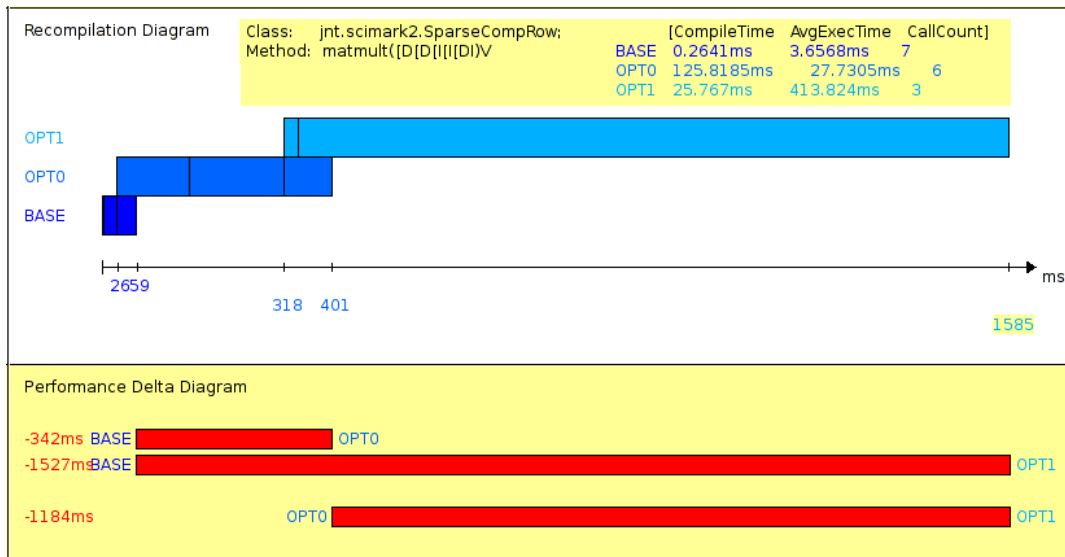 Recompilation Diagram
Class: jnt.scimark2.SparseCompRow; [CompileTime AvgExecTime CallCount]
Method: matmult([D[D[I[I[DI)V BASE 0.2641ms 3.6568ms 7
OPT0 125.8185ms 27.7305ms 6
OPT1 25.767ms 413.824ms 3
OPT1
OPT0
BASE
ms
2659
318 401
1585
Performance Delta Diagram
-342ms BASE OPT0
-1527ms BASE OPT1
-1184ms OPT0 OPT1